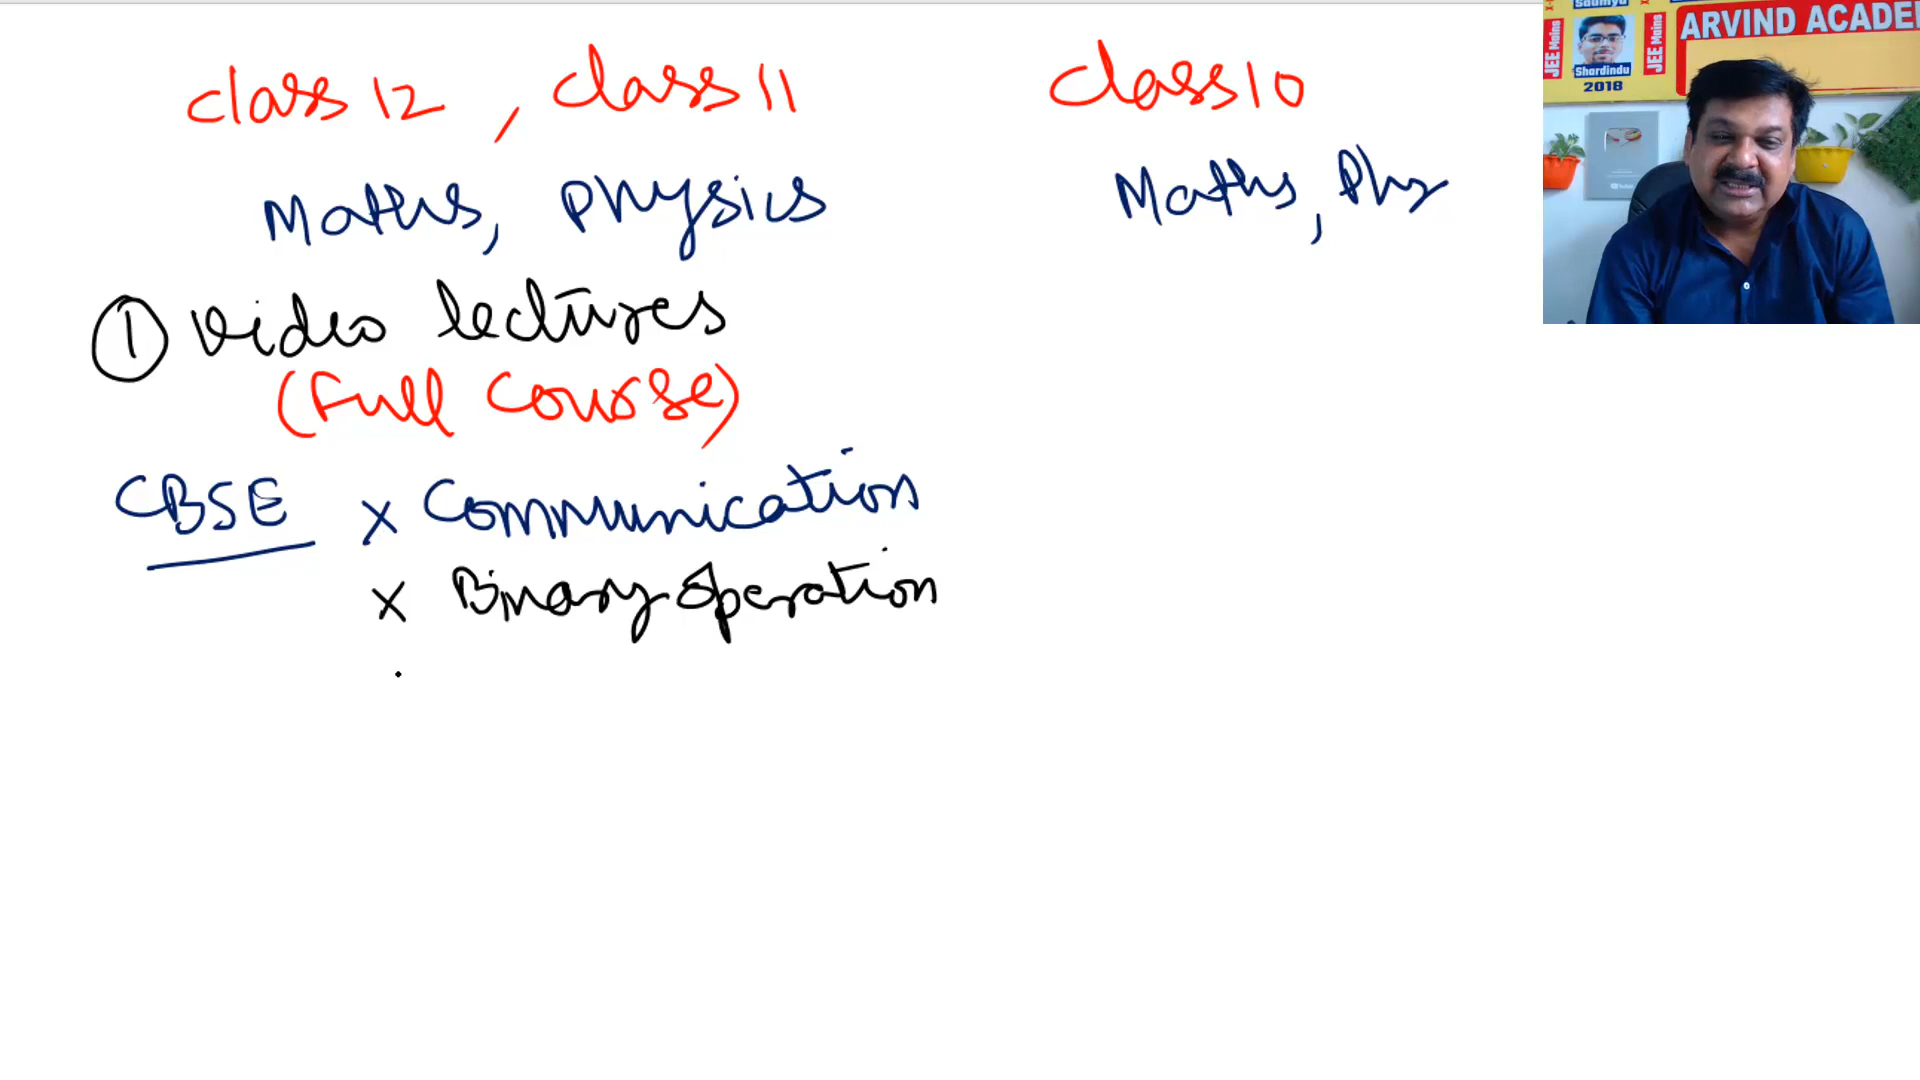 class 12 , class 11
class 10
Maths, Physics
Maths, Phy
① Video lectures
(Full Course)
CBSE x Communication
x Binary operation
ARVIND ACADE
JEE Mains
JEE Mains
Saumya
Shardindu
2018